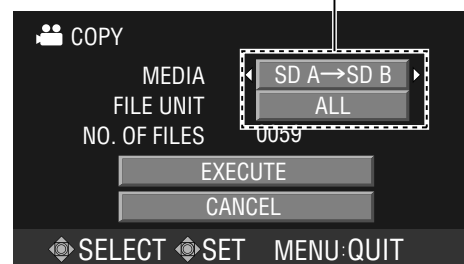 COPY
MEDIA SD A→SD B
FILE UNIT ALL
NO. OF FILES 0059
EXECUTE
CANCEL
SELECT SET MENU:QUIT